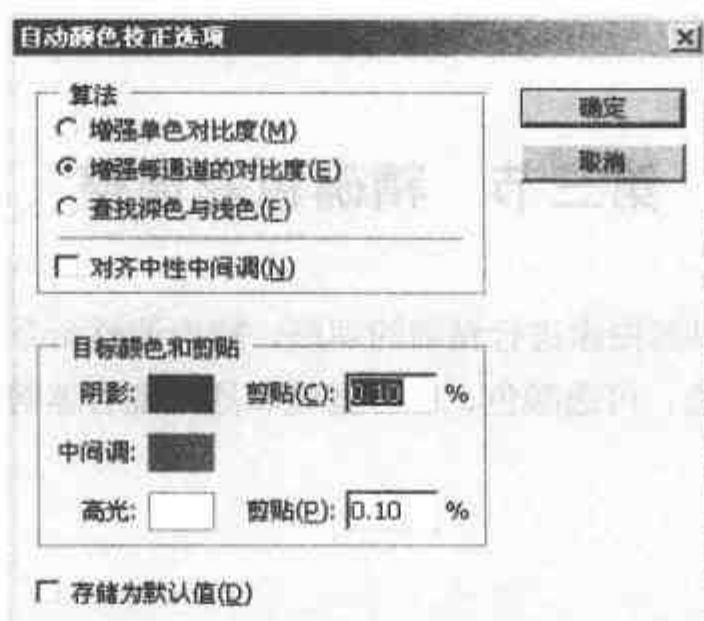 自动颜色校正选项
算法
增强单色对比度(M)
增强每通道的对比度(E)
查找深色与浅色(F)
对齐中性中间调(N)
确定
取消
目标颜色和剪贴
阴影: 剪贴(C): 0.10 %
中间调:
高光: 剪贴(P): 0.10 %
存储为默认值(D)